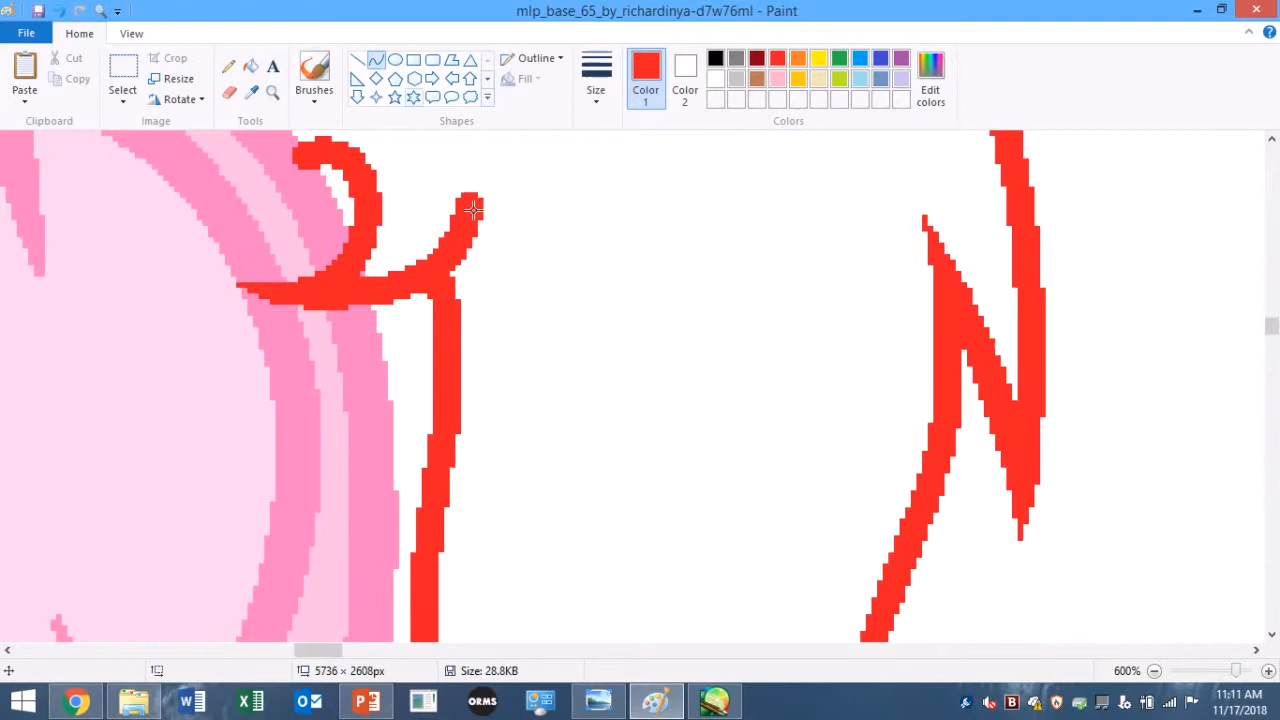 mlp_base_65_by_richardinya-d7w76ml - Paint
File Home View
Paste
Cut
Copy
Clipboard
Select
Crop
Resize
Rotate
Image
A
Tools
Brushes
Outline
Fill
Shapes
Size
Color 1
Color 2
Edit colors
Colors
5736 × 2608px
Size: 28.8KB
600%
ORMS
11:11 AM
11/17/2018